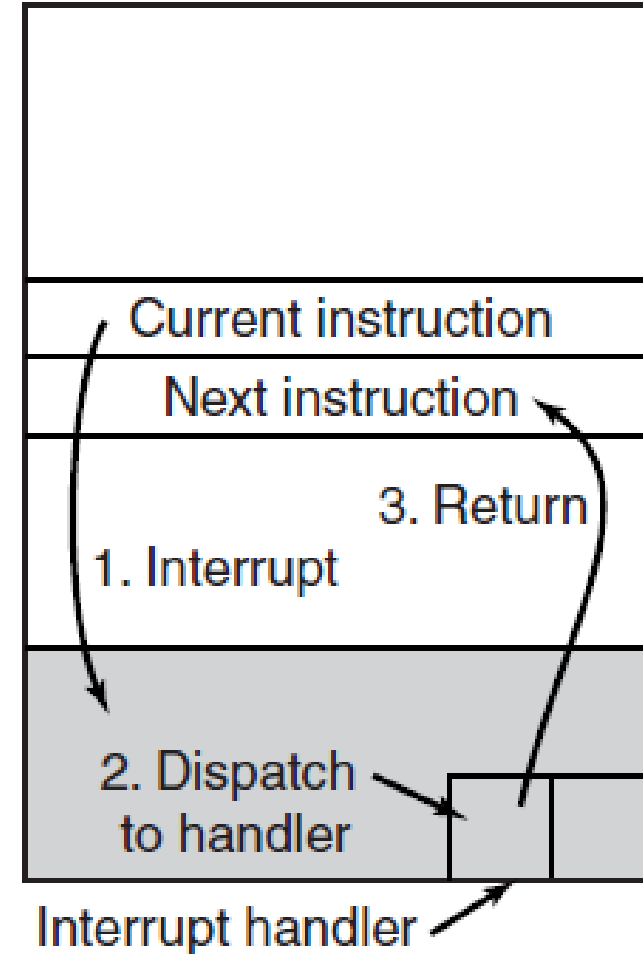 Current instruction
Next instruction
3. Return
1. Interrupt
2. Dispatch
to handler
Interrupt handler